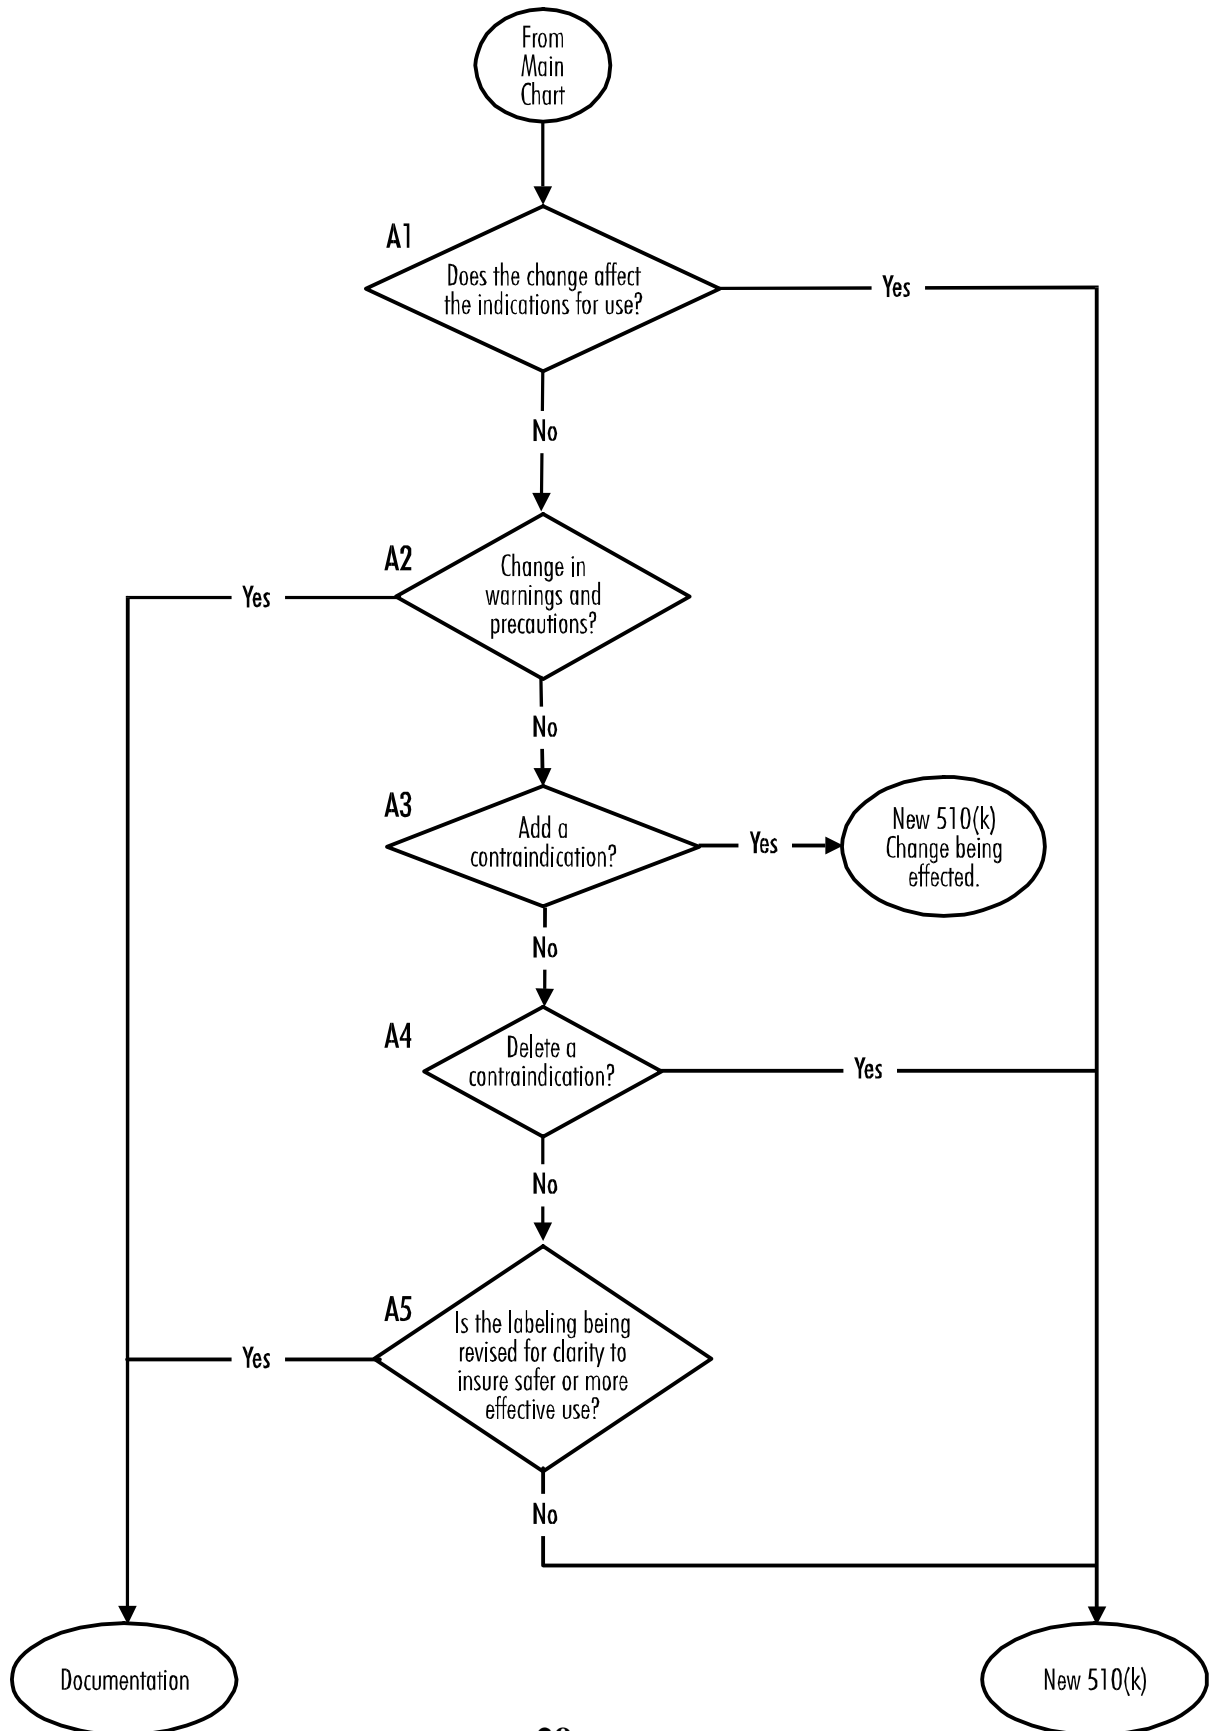 From
Main
Chart
A1
Does the change affect
the indications for use?
Yes
No
A2
Change in
warnings and
precautions?
Yes
No
A3
Add a
contraindication?
Yes
New 510(k)
Change being
effected.
No
A4
Delete a
contraindication?
Yes
No
A5
Is the labeling being
revised for clarity to
insure safer or more
effective use?
Yes
No
Documentation
New 510(k)